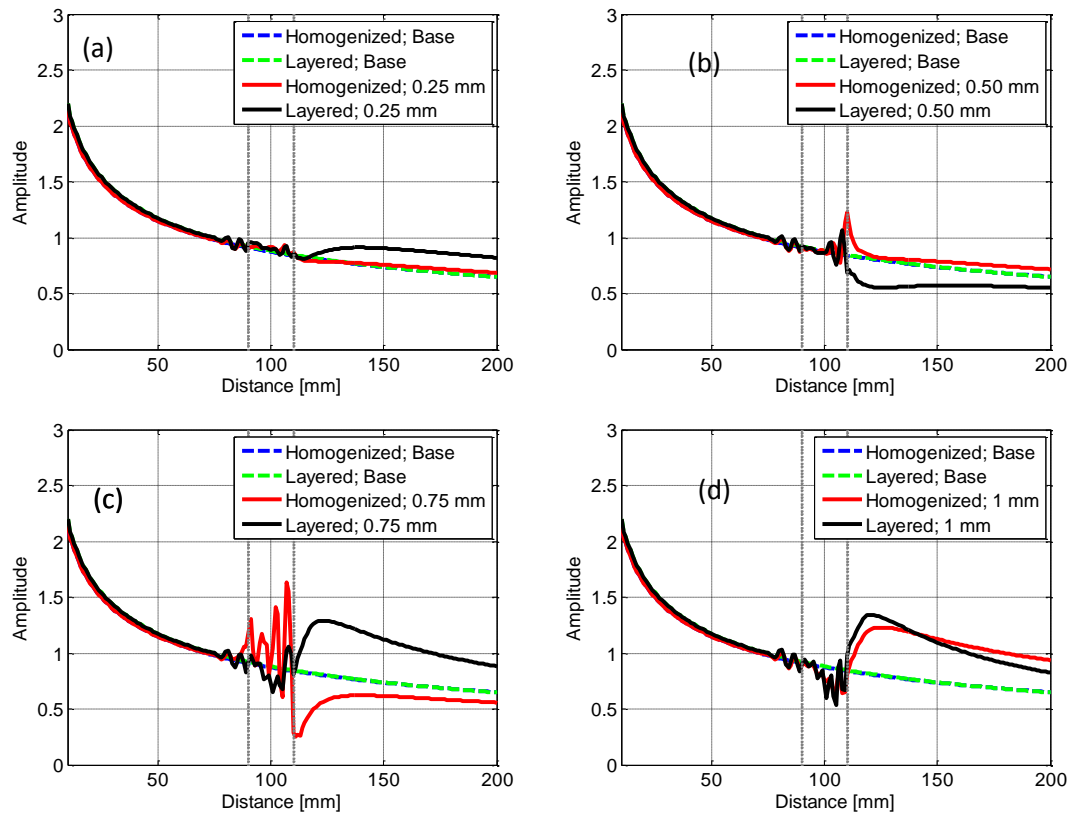 (a)
Homogenized; Base
Layered; Base
Homogenized; 0.25 mm
Layered; 0.25 mm
3
2.5
2
1.5
1
0.5
0
Amplitude
50
100
150
200
Distance [mm]
(b)
Homogenized; Base
Layered; Base
Homogenized; 0.50 mm
Layered; 0.50 mm
3
2.5
2
1.5
1
0.5
0
Amplitude
50
100
150
200
Distance [mm]
(c)
Homogenized; Base
Layered; Base
Homogenized; 0.75 mm
Layered; 0.75 mm
3
2.5
2
1.5
1
0.5
0
Amplitude
50
100
150
200
Distance [mm]
(d)
Homogenized; Base
Layered; Base
Homogenized; 1 mm
Layered; 1 mm
3
2.5
2
1.5
1
0.5
0
Amplitude
50
100
150
200
Distance [mm]